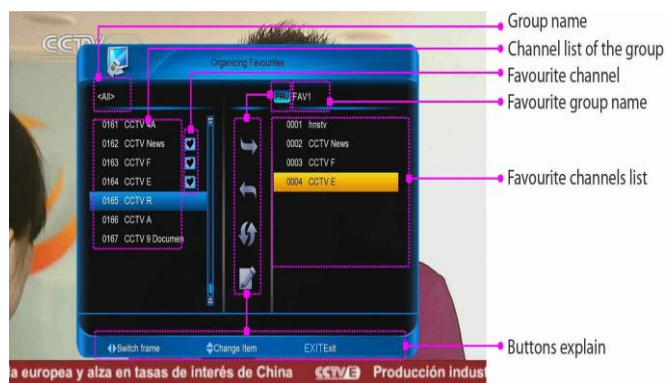 Group name
Channel list of the group
Favourite channel
Favourite group name
Favourite channels list
Buttons explain
CCTV
Organizing Favourites
<All>
FAV FAV1
0161 CCTV 4A
0162 CCTV News
0163 CCTV F
0164 CCTV E
0165 CCTV R
0166 CCTV A
0167 CCTV 9 Documen
0001 hnstv
0002 CCTV News
0003 CCTV F
0004 CCTV E
Switch frame Change Item EXITExit
la europea y alza en tasas de interés de China CCTV E Producción indust